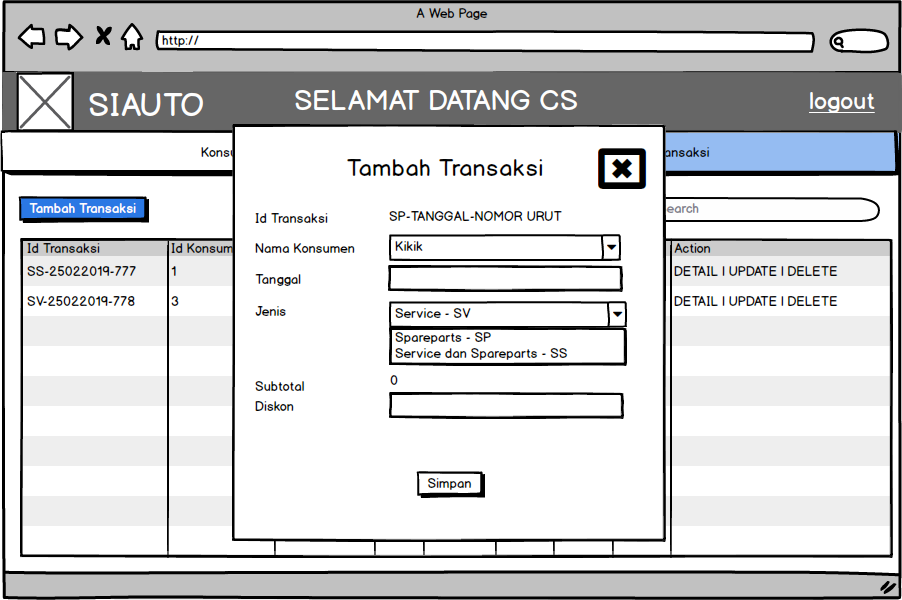 A Web Page
http://
SIAUTO
SELAMAT DATANG CS
logout
Konsu
ansaksi
Tambah Transaksi
Tambah Transaksi
earch
Id Transaksi
SP-TANGGAL-NOMOR URUT
Nama Konsumen
Kikik
Tanggal
Jenis
Service - SV
Spareparts - SP
Service dan Spareparts - SS
Subtotal
0
Diskon
Simpan
Id Transaksi
Id Konsum
Action
SS-25022019-777
1
DETAIL | UPDATE | DELETE
SV-25022019-778
3
DETAIL | UPDATE | DELETE